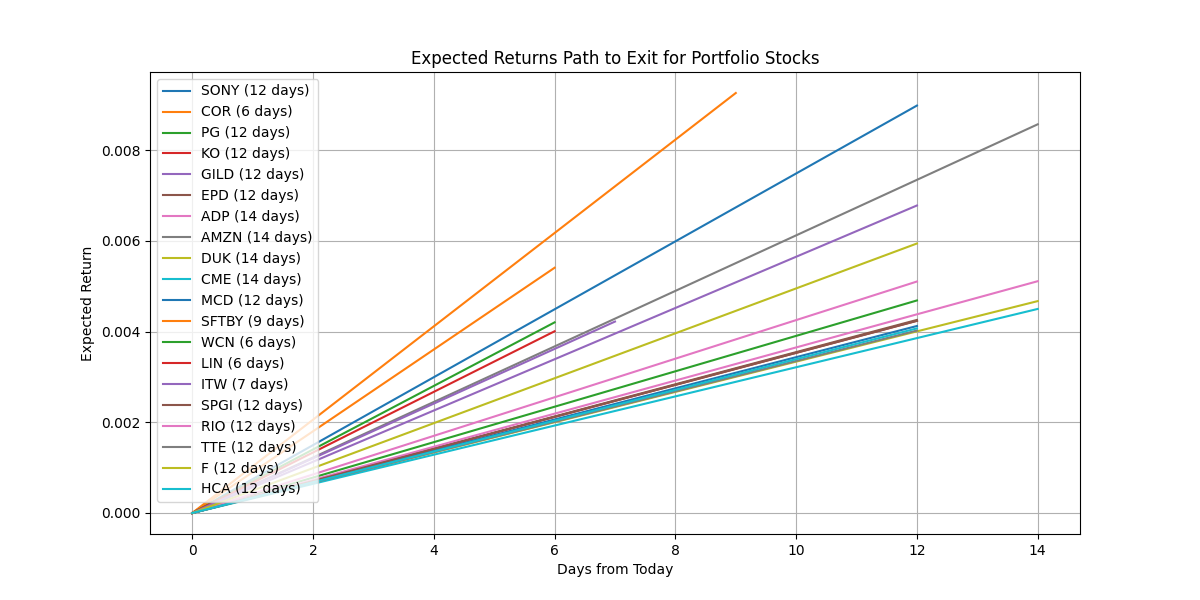 Expected Returns Path to Exit for Portfolio Stocks
SONY (12 days)
COR (6 days)
PG (12 days)
KO (12 days)
GILD (12 days)
EPD (12 days)
ADP (14 days)
AMZN (14 days)
DUK (14 days)
CME (14 days)
MCD (12 days)
SFTBY (9 days)
WCN (6 days)
LIN (6 days)
ITW (7 days)
SPGI (12 days)
RIO (12 days)
TTE (12 days)
F (12 days)
HCA (12 days)
Expected Return
0.008
0.006
0.004
0.002
0.000
0 2 4 6 8 10 12 14
Days from Today